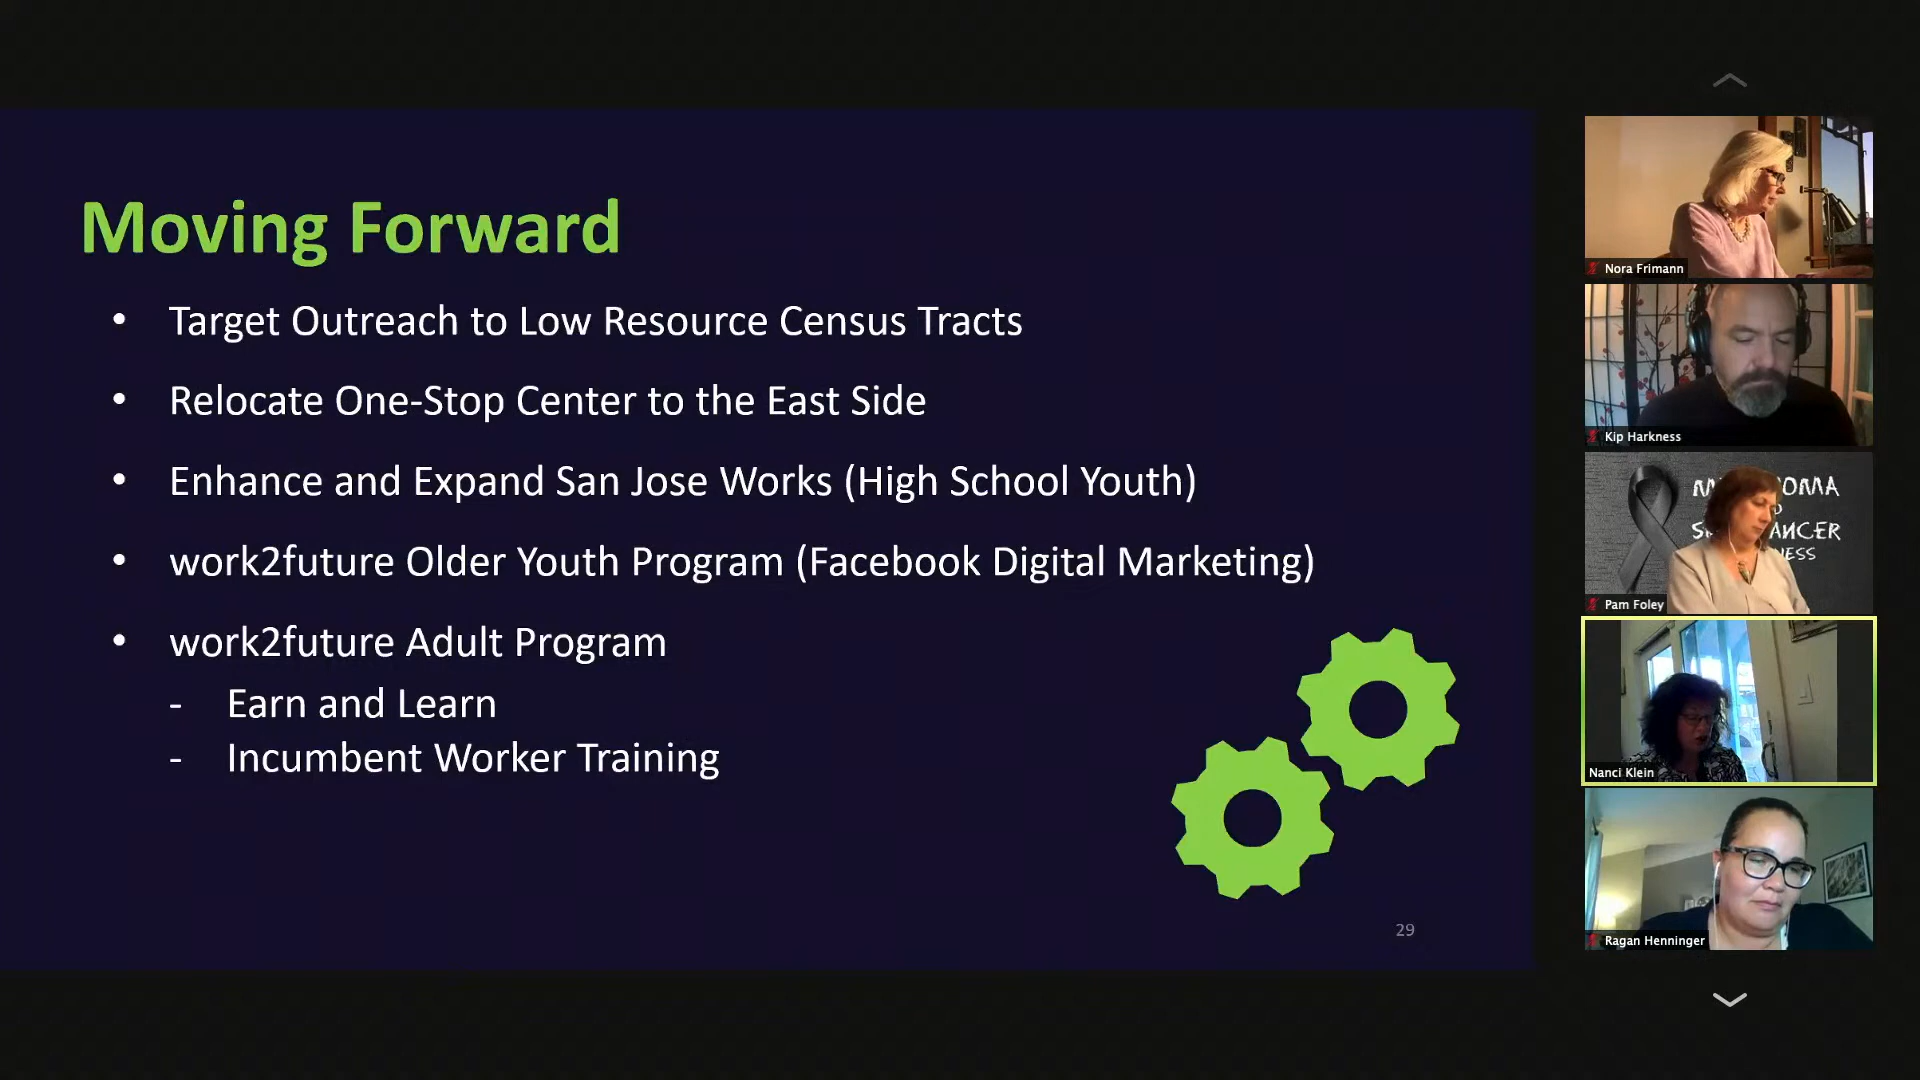 Moving Forward
• Target Outreach to Low Resource Census Tracts
• Relocate One-Stop Center to the East Side
• Enhance and Expand San Jose Works (High School Youth)
• work2future Older Youth Program (Facebook Digital Marketing)
• work2future Adult Program
- Earn and Learn
- Incumbent Worker Training
29
Nora Frimann
Kip Harkness
Pam Foley
Nanci Klein
Ragan Henninger